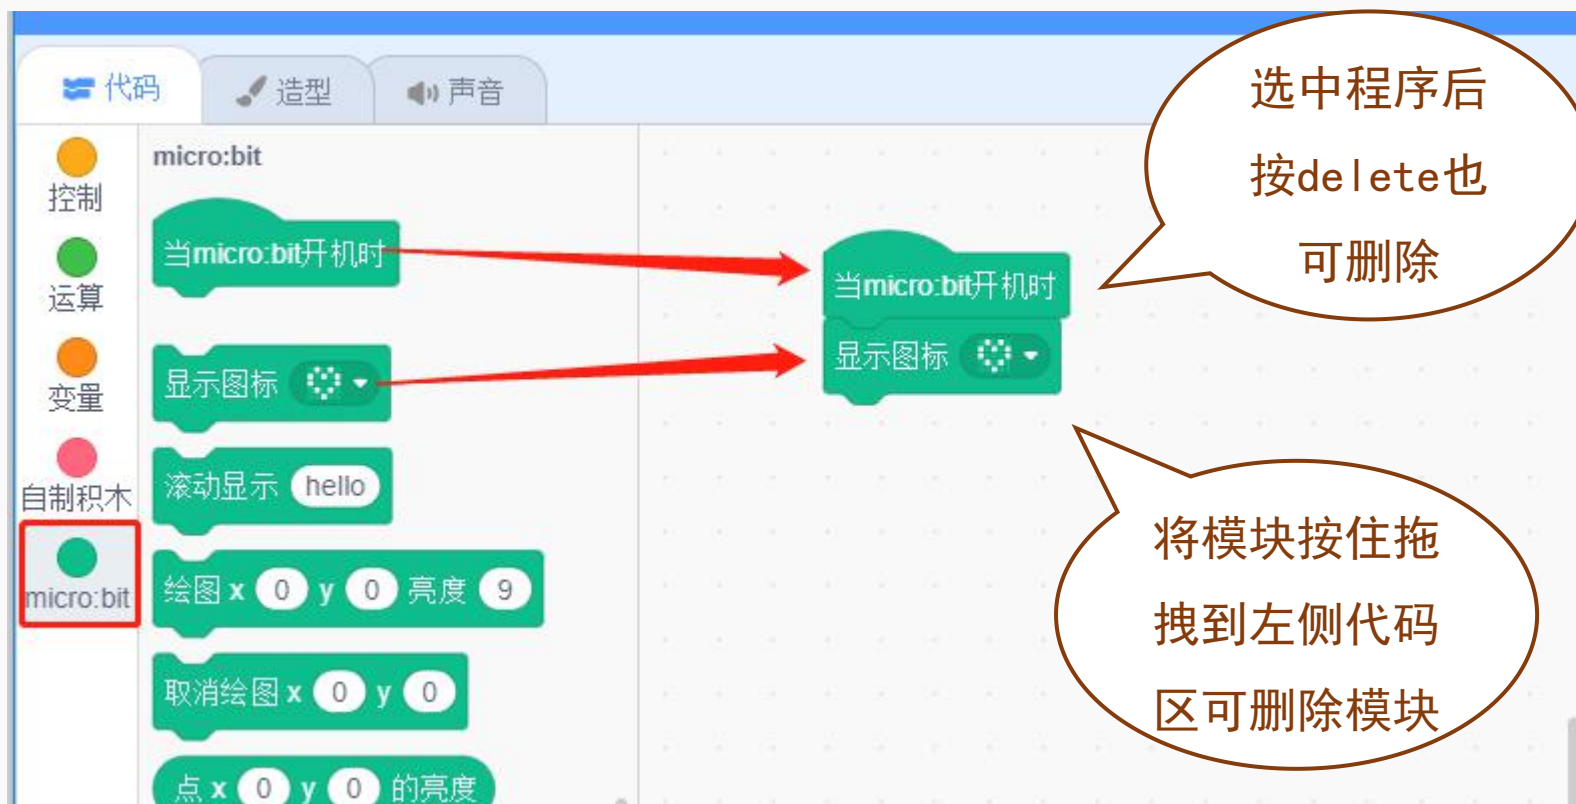 代码
造型
声音
控制
运算
变量
自制积木
micro:bit
micro:bit
当micro:bit开机时
显示图标
滚动显示 hello
绘图 x 0 y 0 亮度 9
取消绘图 x 0 y 0
点 x 0 y 0 的亮度
当micro:bit开机时
显示图标
选中程序后
按delete也
可删除
将模块按住拖
拽到左侧代码
区可删除模块